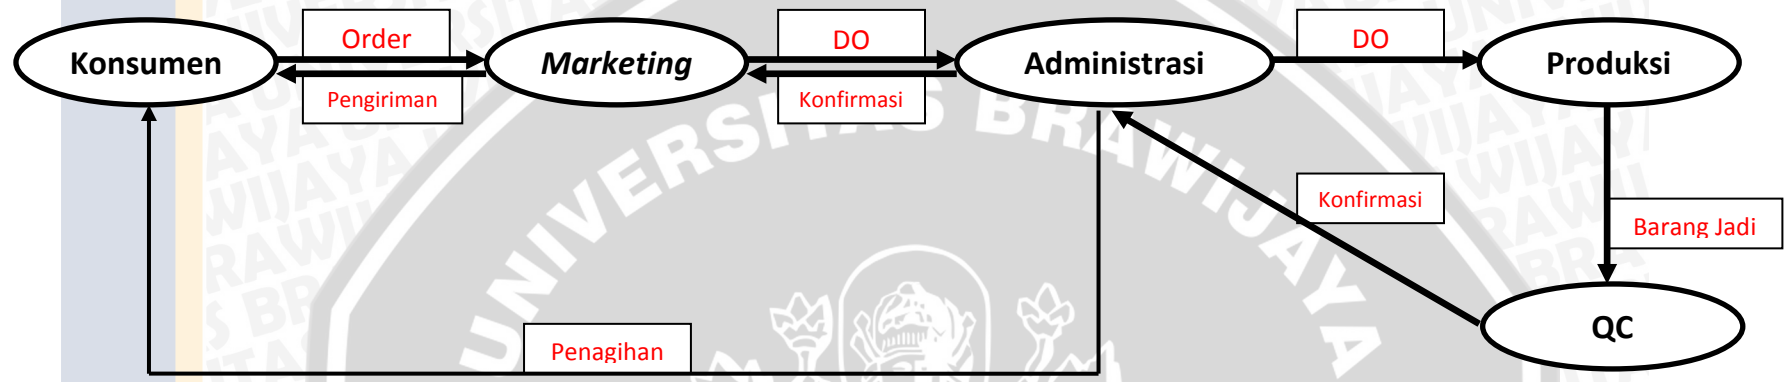 Order
DO
DO
Konsumen
Marketing
Administrasi
Produksi
Pengiriman
Konfirmasi
UNIVERSITAS BRAWIJAYA
Konfirmasi
Barang Jadi
QC
Penagihan